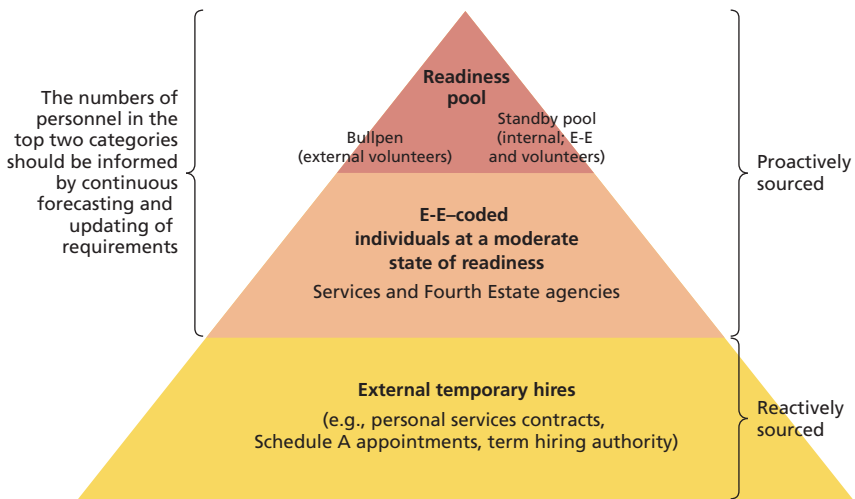 The numbers of
personnel in the
top two categories
should be informed
by continuous
forecasting and
updating of
requirements
Readiness
pool
Bullpen
(external volunteers)
Standby pool
(internal; E-E
and volunteers)
E-E–coded
individuals at a moderate
state of readiness
Services and Fourth Estate agencies
Proactively
sourced
External temporary hires
(e.g., personal services contracts,
Schedule A appointments, term hiring authority)
Reactively
sourced